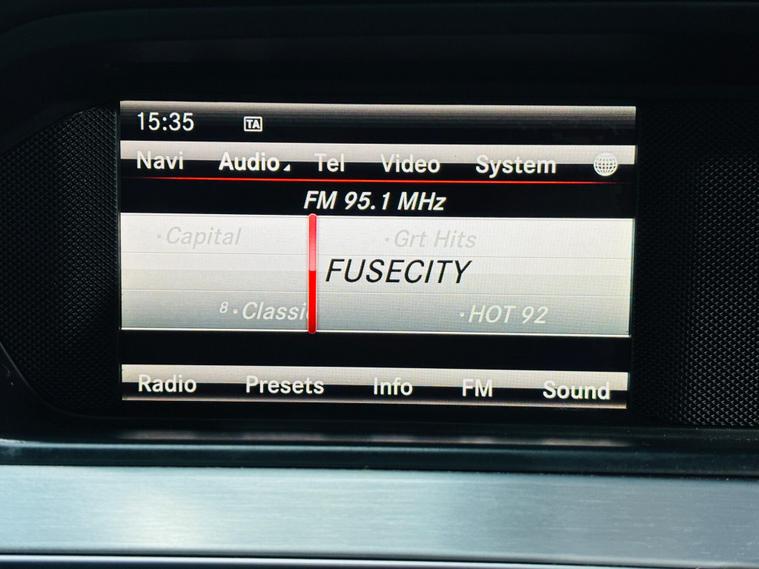 15:35 TA
Navi Audio Tel Video System
FM 95.1 MHz
·Capital ·Grt Hits
FUSECITY
8·Classi ·HOT 92
Radio Presets Info FM Sound